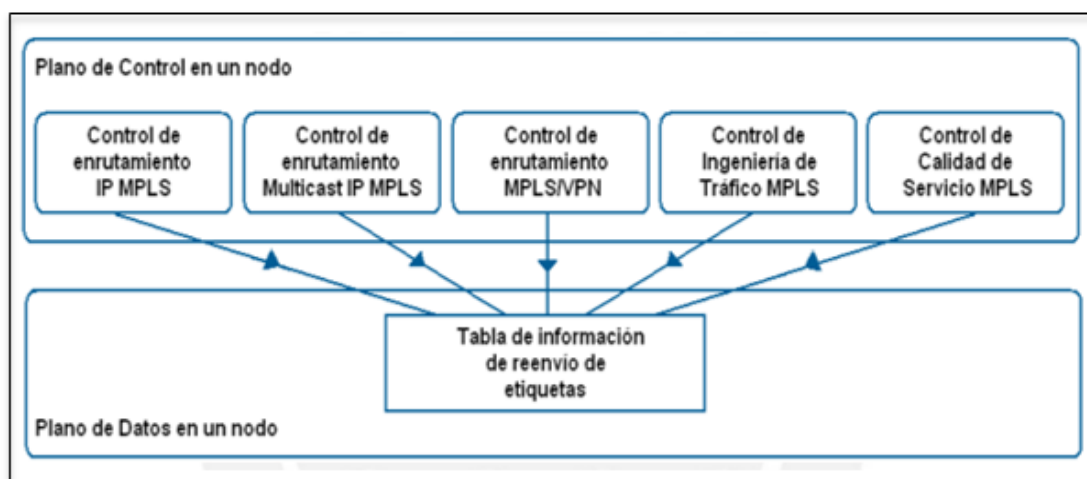 Plano de Control en un nodo
Control de
enrutamiento
IP MPLS
Control de
enrutamiento
Multicast IP MPLS
Control de
enrutamiento
MPLS/VPN
Control de
Ingeniería de
Tráfico MPLS
Control de
Calidad de
Servicio MPLS
Tabla de información
de reenvío de
etiquetas
Plano de Datos en un nodo